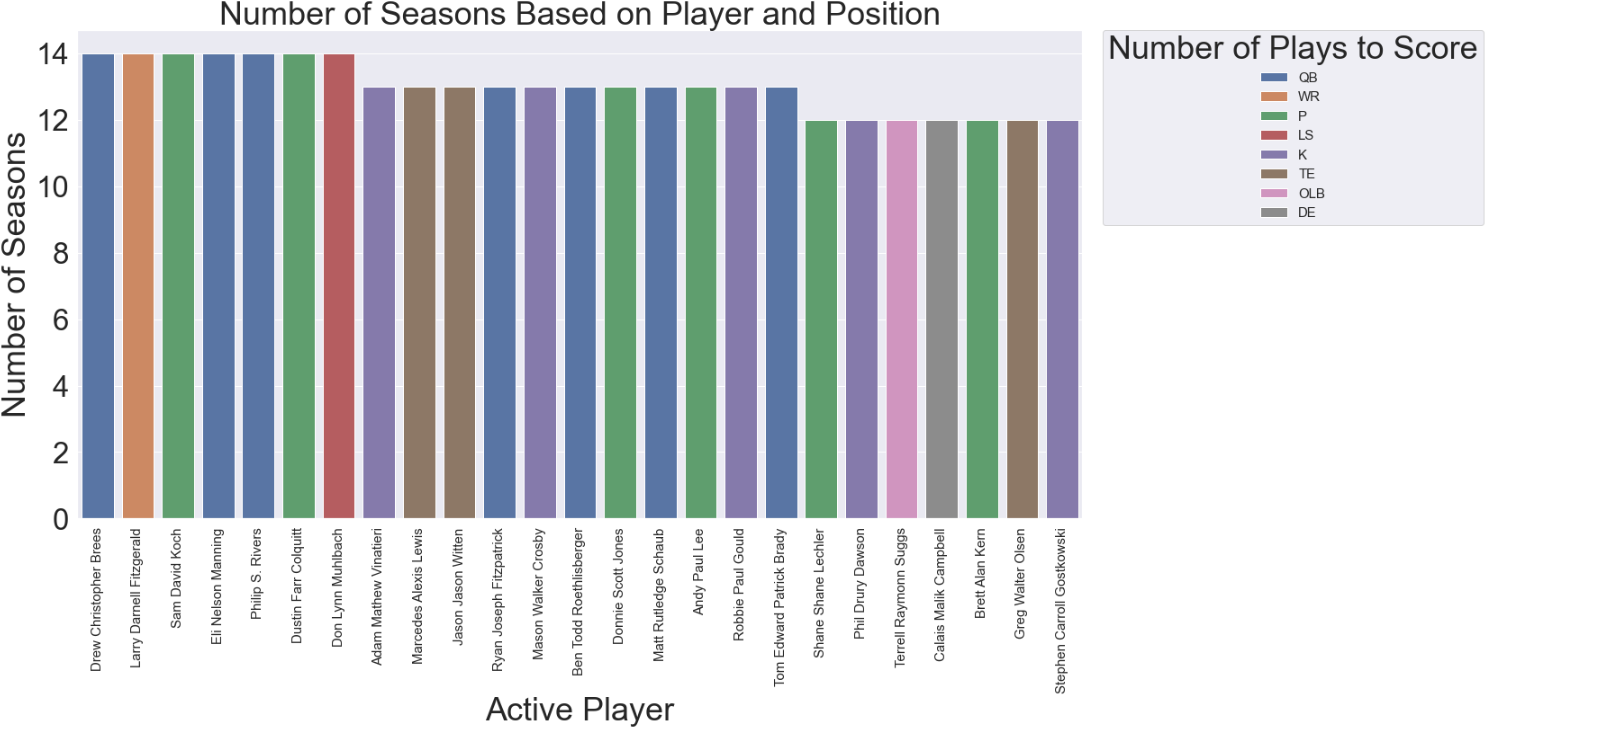 Number of Seasons Based on Player and Position
Number of Seasons
14
12
10
8
6
4
2
0
Drew Christopher Brees
Larry Darnell Fitzgerald
Sam David Koch
Eli Nelson Manning
Philip S. Rivers
Dustin Farr Colquitt
Don Lynn Muhlbach
Adam Mathew Vinatieri
Marcedes Alexis Lewis
Jason Jason Witten
Ryan Joseph Fitzpatrick
Mason Walker Crosby
Ben Todd Roethlisberger
Donnie Scott Jones
Matt Rutledge Schaub
Andy Paul Lee
Robbie Paul Gould
Tom Edward Patrick Brady
Shane Shane Lechler
Phil Drury Dawson
Terrell Raymonn Suggs
Calais Malik Campbell
Brett Alan Kern
Greg Walter Olsen
Stephen Carroll Gostkowski
Active Player
Number of Plays to Score
QB
WR
P
LS
K
TE
OLB
DE